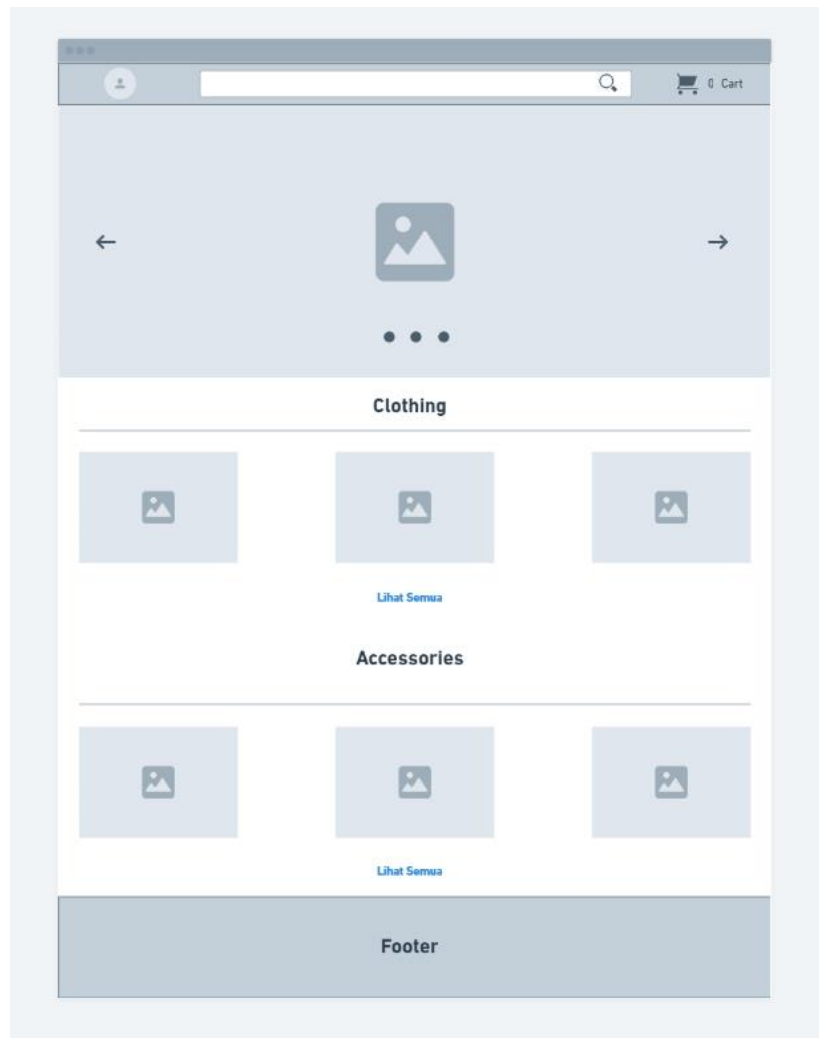 0 Cart
Clothing
Lihat Semua
Accessories
Lihat Semua
Footer